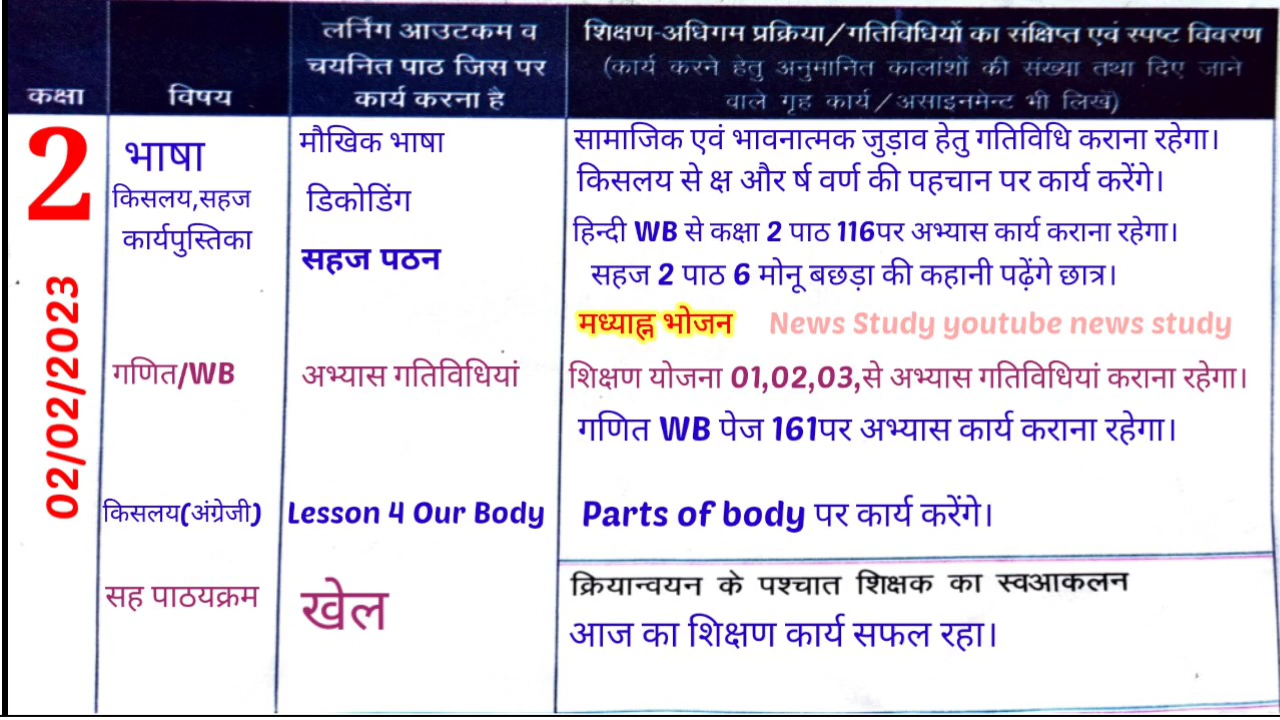 कक्षा
विषय
लर्निग आउटकम व
चयनित पाठ जिस पर
कार्य करना है
शिक्षण-अधिगम प्रक्रिया/गतिविधियों का संक्षिप्त एवं स्पष्ट विवरण
(कार्य करने हेतु अनुमानित कालांशों की संख्या तथा दिए जाने
वाले गृह कार्य/असाइनमेन्ट भी लिखें)
2
02/02/2023
भाषा
किसलय,सहज
कार्यपुस्तिका
मौखिक भाषा
डिकोडिंग
सहज पठन
सामाजिक एवं भावनात्मक जुड़ाव हेतु गतिविधि कराना रहेगा।
किसलय से क्ष और र्ष वर्ण की पहचान पर कार्य करेंगे।
हिन्दी WB से कक्षा 2 पाठ 116पर अभ्यास कार्य कराना रहेगा।
सहज 2 पाठ 6 मोनू बछड़ा की कहानी पढ़ेंगे छात्र।
मध्याह्न भोजन News Study youtube news study
गणित/WB
अभ्यास गतिविधियां
शिक्षण योजना 01,02,03,से अभ्यास गतिविधियां कराना रहेगा।
गणित WB पेज 161पर अभ्यास कार्य कराना रहेगा।
किसलय(अंग्रेजी)
Lesson 4 Our Body
Parts of body पर कार्य करेंगे।
सह पाठयक्रम
खेल
क्रियान्वयन के पश्चात शिक्षक का स्वआकलन
आज का शिक्षण कार्य सफल रहा।